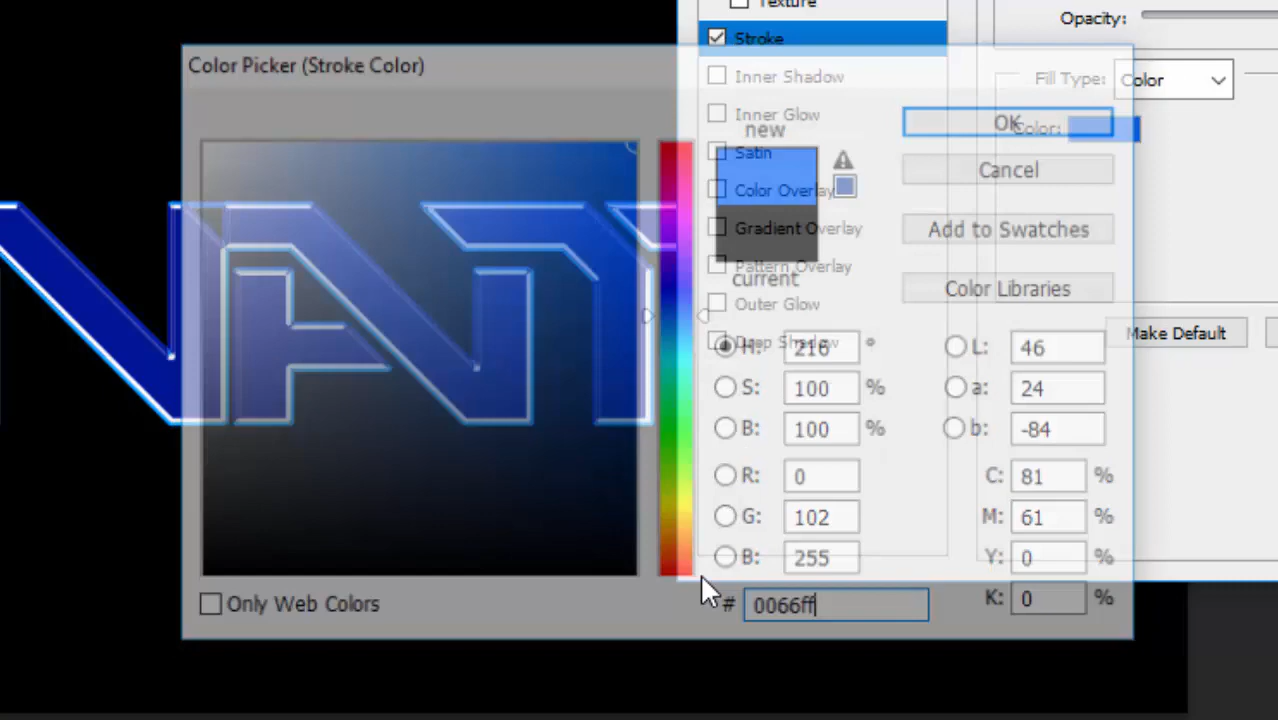 Texture
Opacity:
Stroke
Color Picker (Stroke Color)
Inner Shadow
Fill Type: Color
Inner Glow
new
OK
Color:
Satin
Cancel
Color Overlay
Gradient Overlay
Add to Swatches
Pattern Overlay
current
Color Libraries
Outer Glow
Make Default
Drop Shadow
H: 216 °
L: 46
S: 100 %
a: 24
B: 100 %
b: -84
R: 0
C: 81 %
G: 102
M: 61 %
B: 255
Y: 0 %
Only Web Colors
# 0066ff
K: 0 %